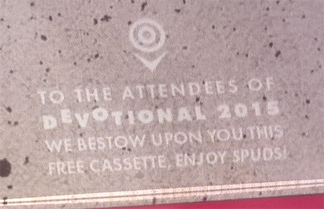 TO THE ATTENDEES OF
DEVOTIONAL 2015
WE BESTOW UPON YOU THIS
FREE CASSETTE, ENJOY SPUDS!